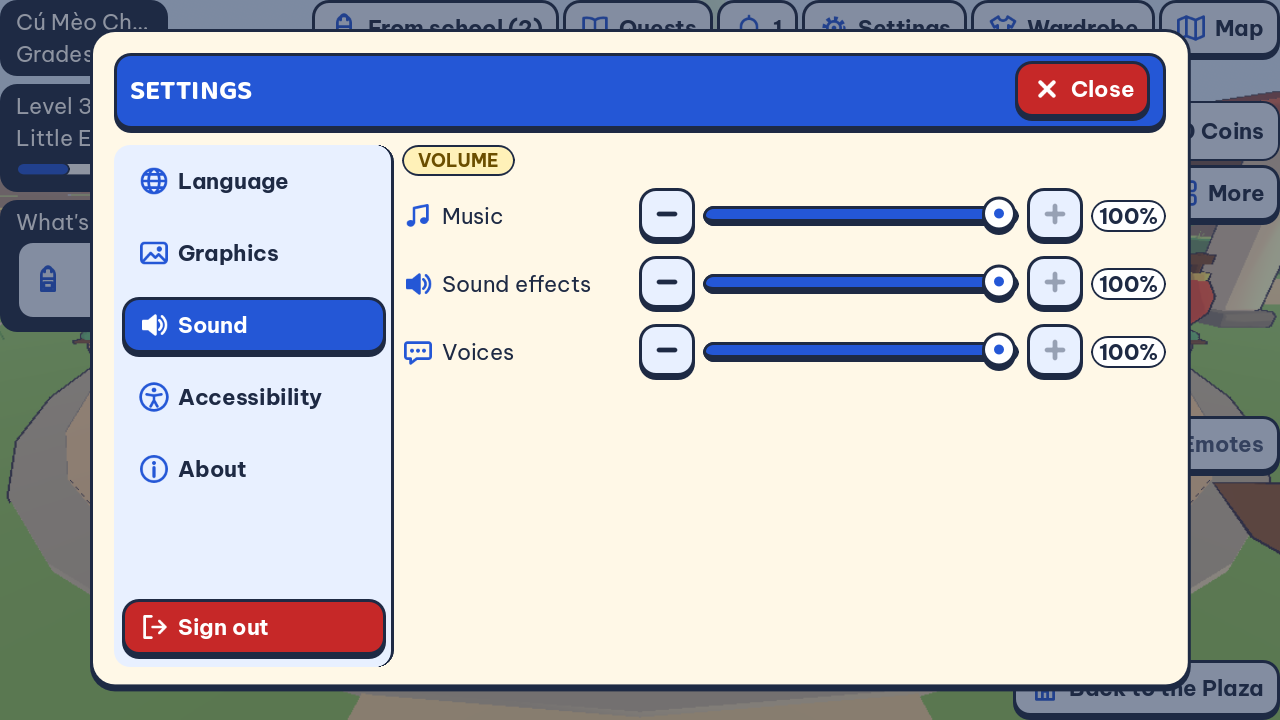 Cú Mèo Ch...
Grades
From school (2)
Quests
1
Settings
Wardrobe
Map
Level 3
Little E
What's
Coins
More
Emotes
Back to the Plaza
SETTINGS
Close
Language
Graphics
Sound
Accessibility
About
Sign out
VOLUME
Music
100%
Sound effects
100%
Voices
100%